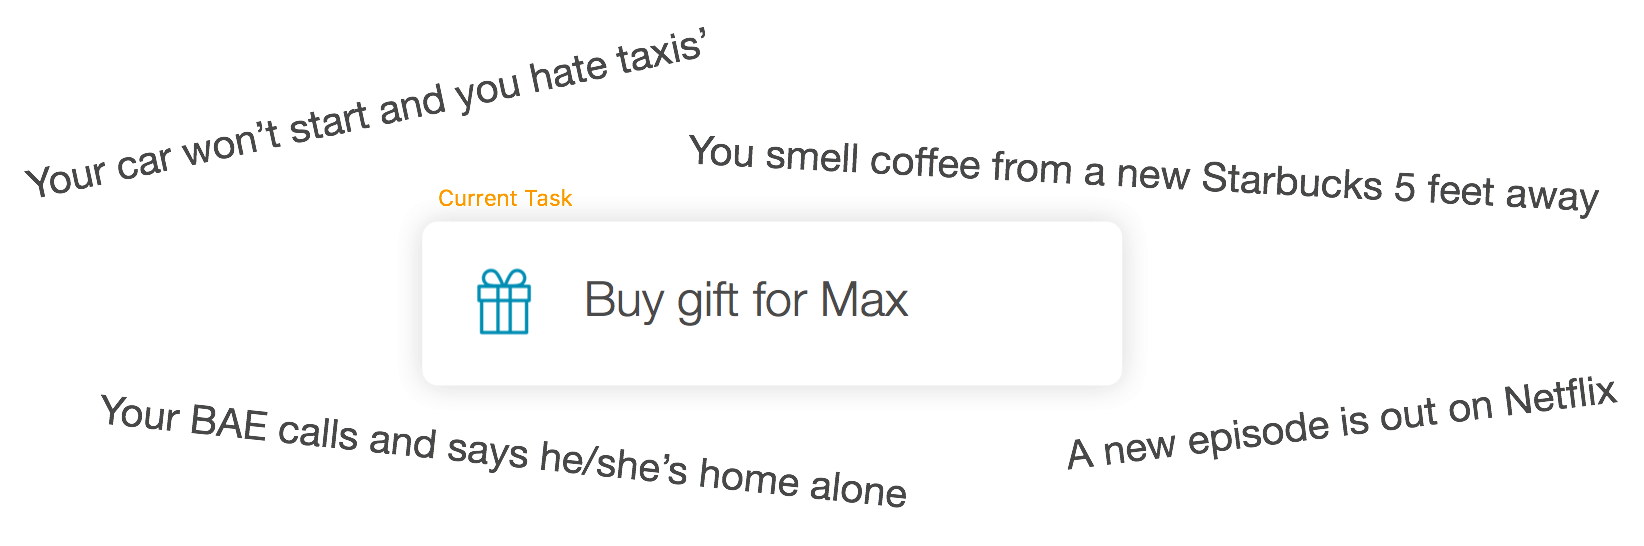 Your car won’t start and you hate taxis’
You smell coffee from a new Starbucks 5 feet away
Current Task
Buy gift for Max
Your BAE calls and says he/she’s home alone
A new episode is out on Netflix